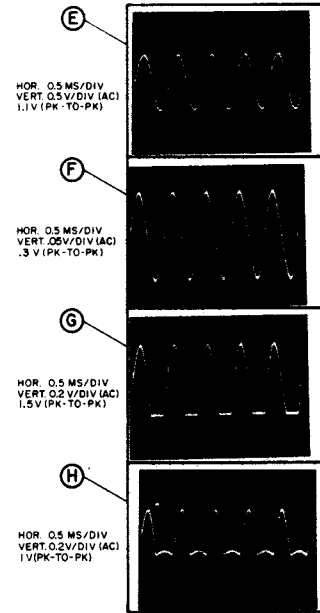 E
HOR. 0.5 MS/DIV
VERT. 0.5 V/DIV (AC)
1.1 V (PK-TO-PK)
F
HOR. 0.5 MS/DIV
VERT. .05V/DIV (AC)
.3 V (PK-TO-PK)
G
HOR. 0.5 MS/DIV
VERT. 0.2 V/DIV (AC)
1.5 V (PK-TO-PK)
H
HOR. 0.5 MS/DIV
VERT. 0.2V/DIV (AC)
1V (PK-TO-PK)